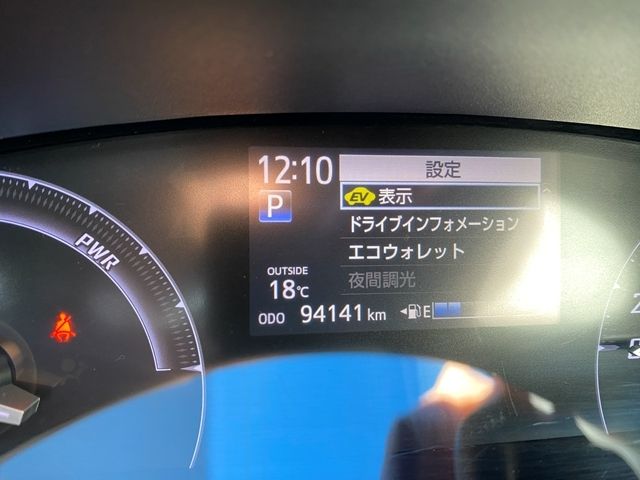 12:10
設定
P
EV 表示
ドライブインフォメーション
エコウォレット
夜間調光
OUTSIDE
18℃
ODO 94141 km
E
PWR